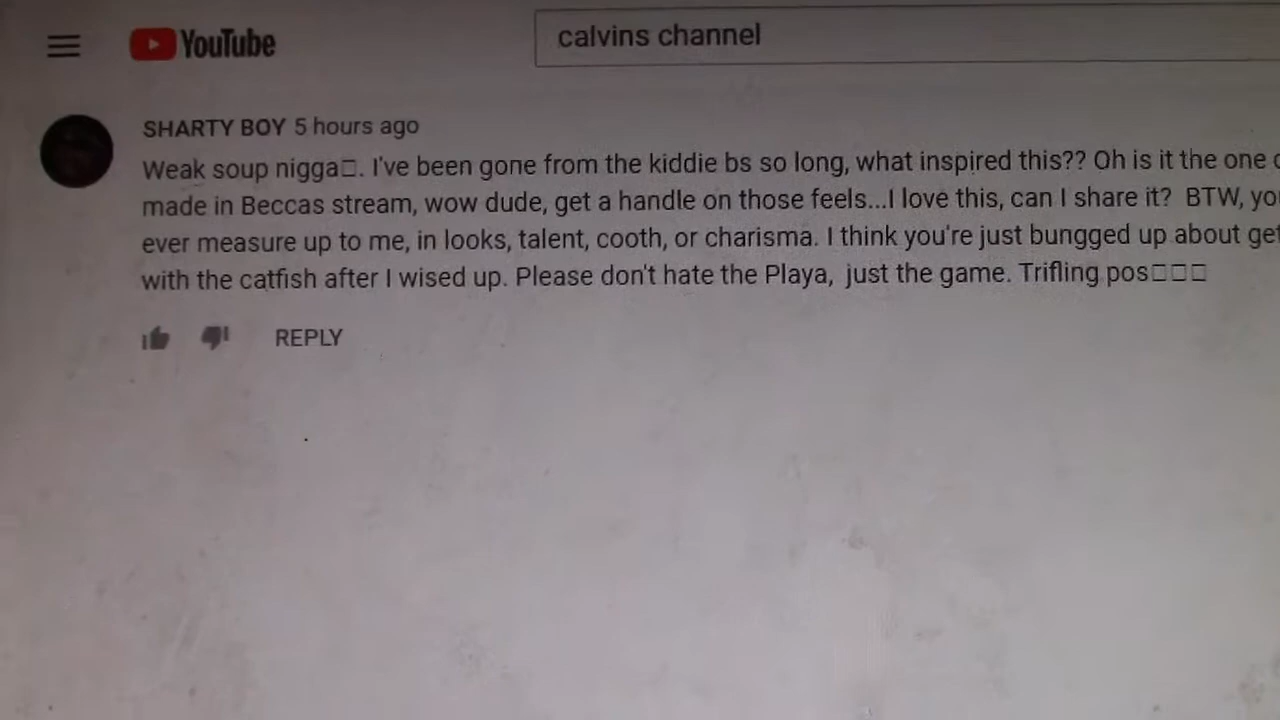 YouTube
calvins channel
SHARTY BOY 5 hours ago
Weak soup nigga□. I've been gone from the kiddie bs so long, what inspired this?? Oh is it the one
made in Beccas stream, wow dude, get a handle on those feels...I love this, can I share it? BTW,
ever measure up to me, in looks, talent, cooth, or charisma. I think you're just bungged up about
with the catfish after I wised up. Please don't hate the Playa, just the game. Trifling pos□□□
REPLY